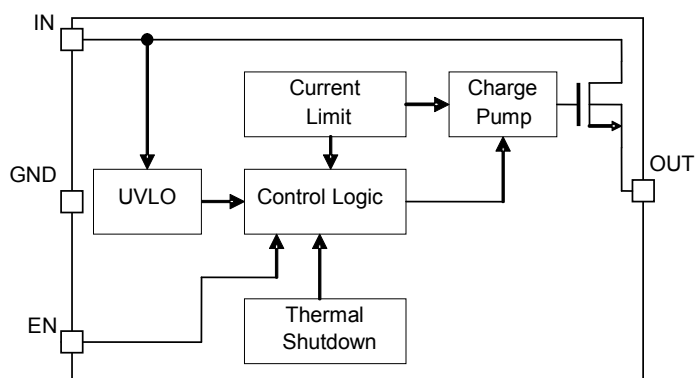 IN
Current
Limit
Charge
Pump
GND
UVLO
Control Logic
OUT
EN
Thermal
Shutdown